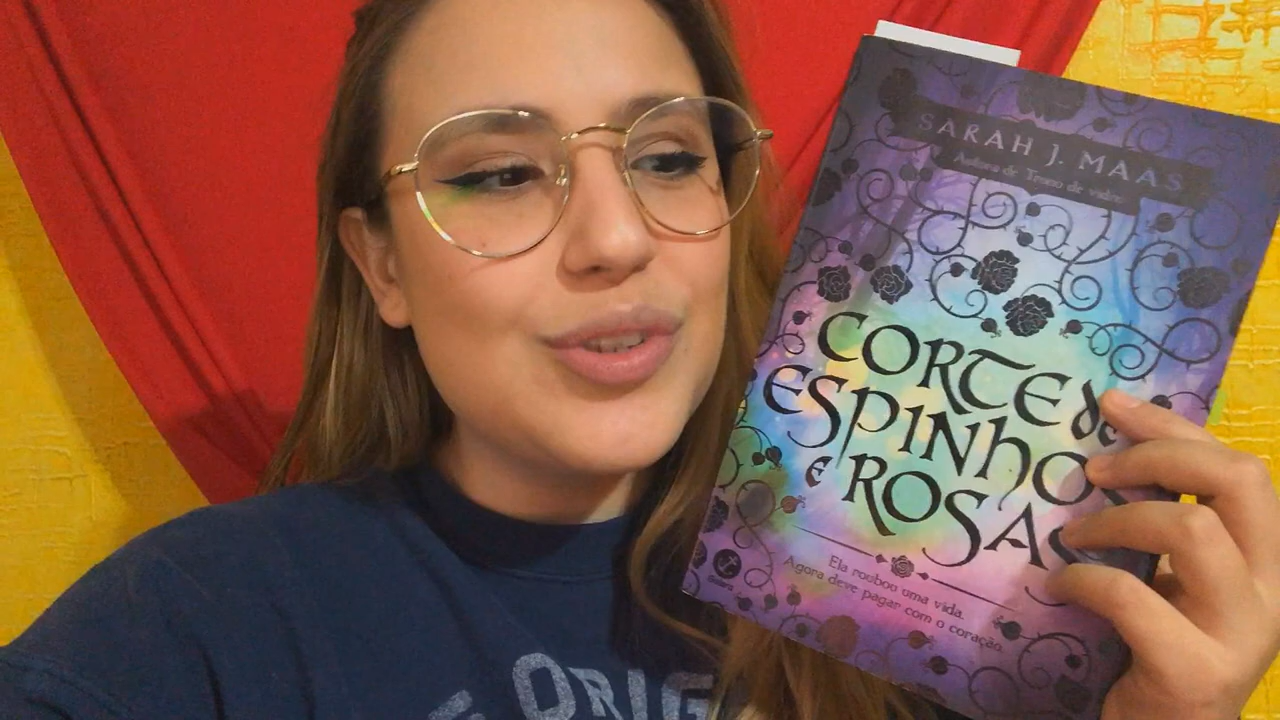 SARAH J. MAAS
Autora de Trono de vidro
CORTE de
ESPINHOS
E ROSAS
Ela roubou uma vida.
Agora deve pagar com o coração.
Galera
E ORIG